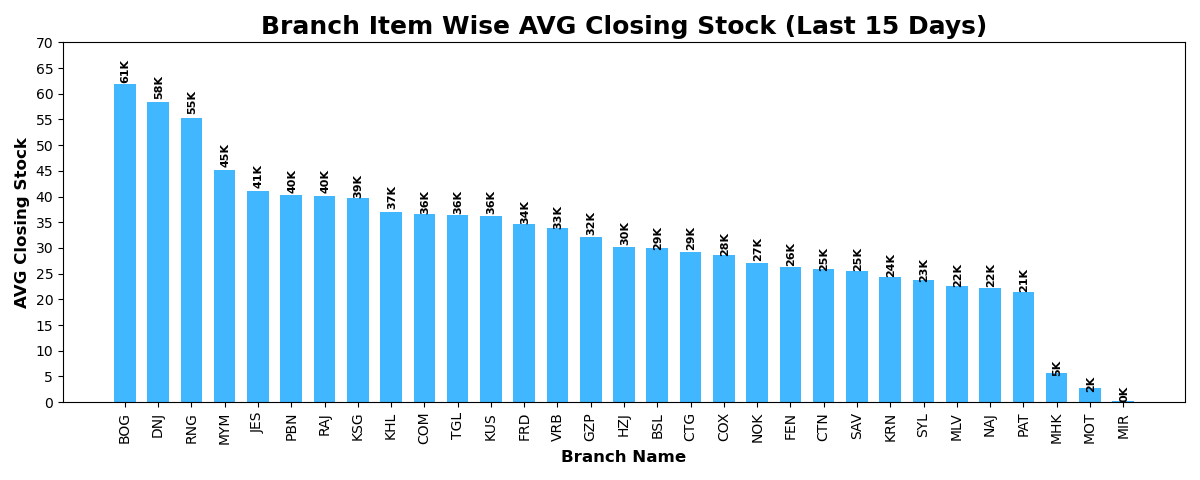 Branch Item Wise AVG Closing Stock (Last 15 Days)
AVG Closing Stock
70
65
60
55
50
45
40
35
30
25
20
15
10
5
0
61K
58K
55K
45K
41K
40K
40K
39K
37K
36K
36K
36K
34K
33K
32K
30K
29K
29K
28K
27K
26K
25K
25K
24K
23K
22K
22K
21K
5K
2K
0K
BOG
DNJ
RNG
MYM
JES
PBN
RAJ
KSG
KHL
COM
TGL
KUS
FRD
VRB
GZP
HZJ
BSL
CTG
COX
NOK
FEN
CTN
SAV
KRN
SYL
MLV
NAJ
PAT
MHK
MOT
MIR
Branch Name